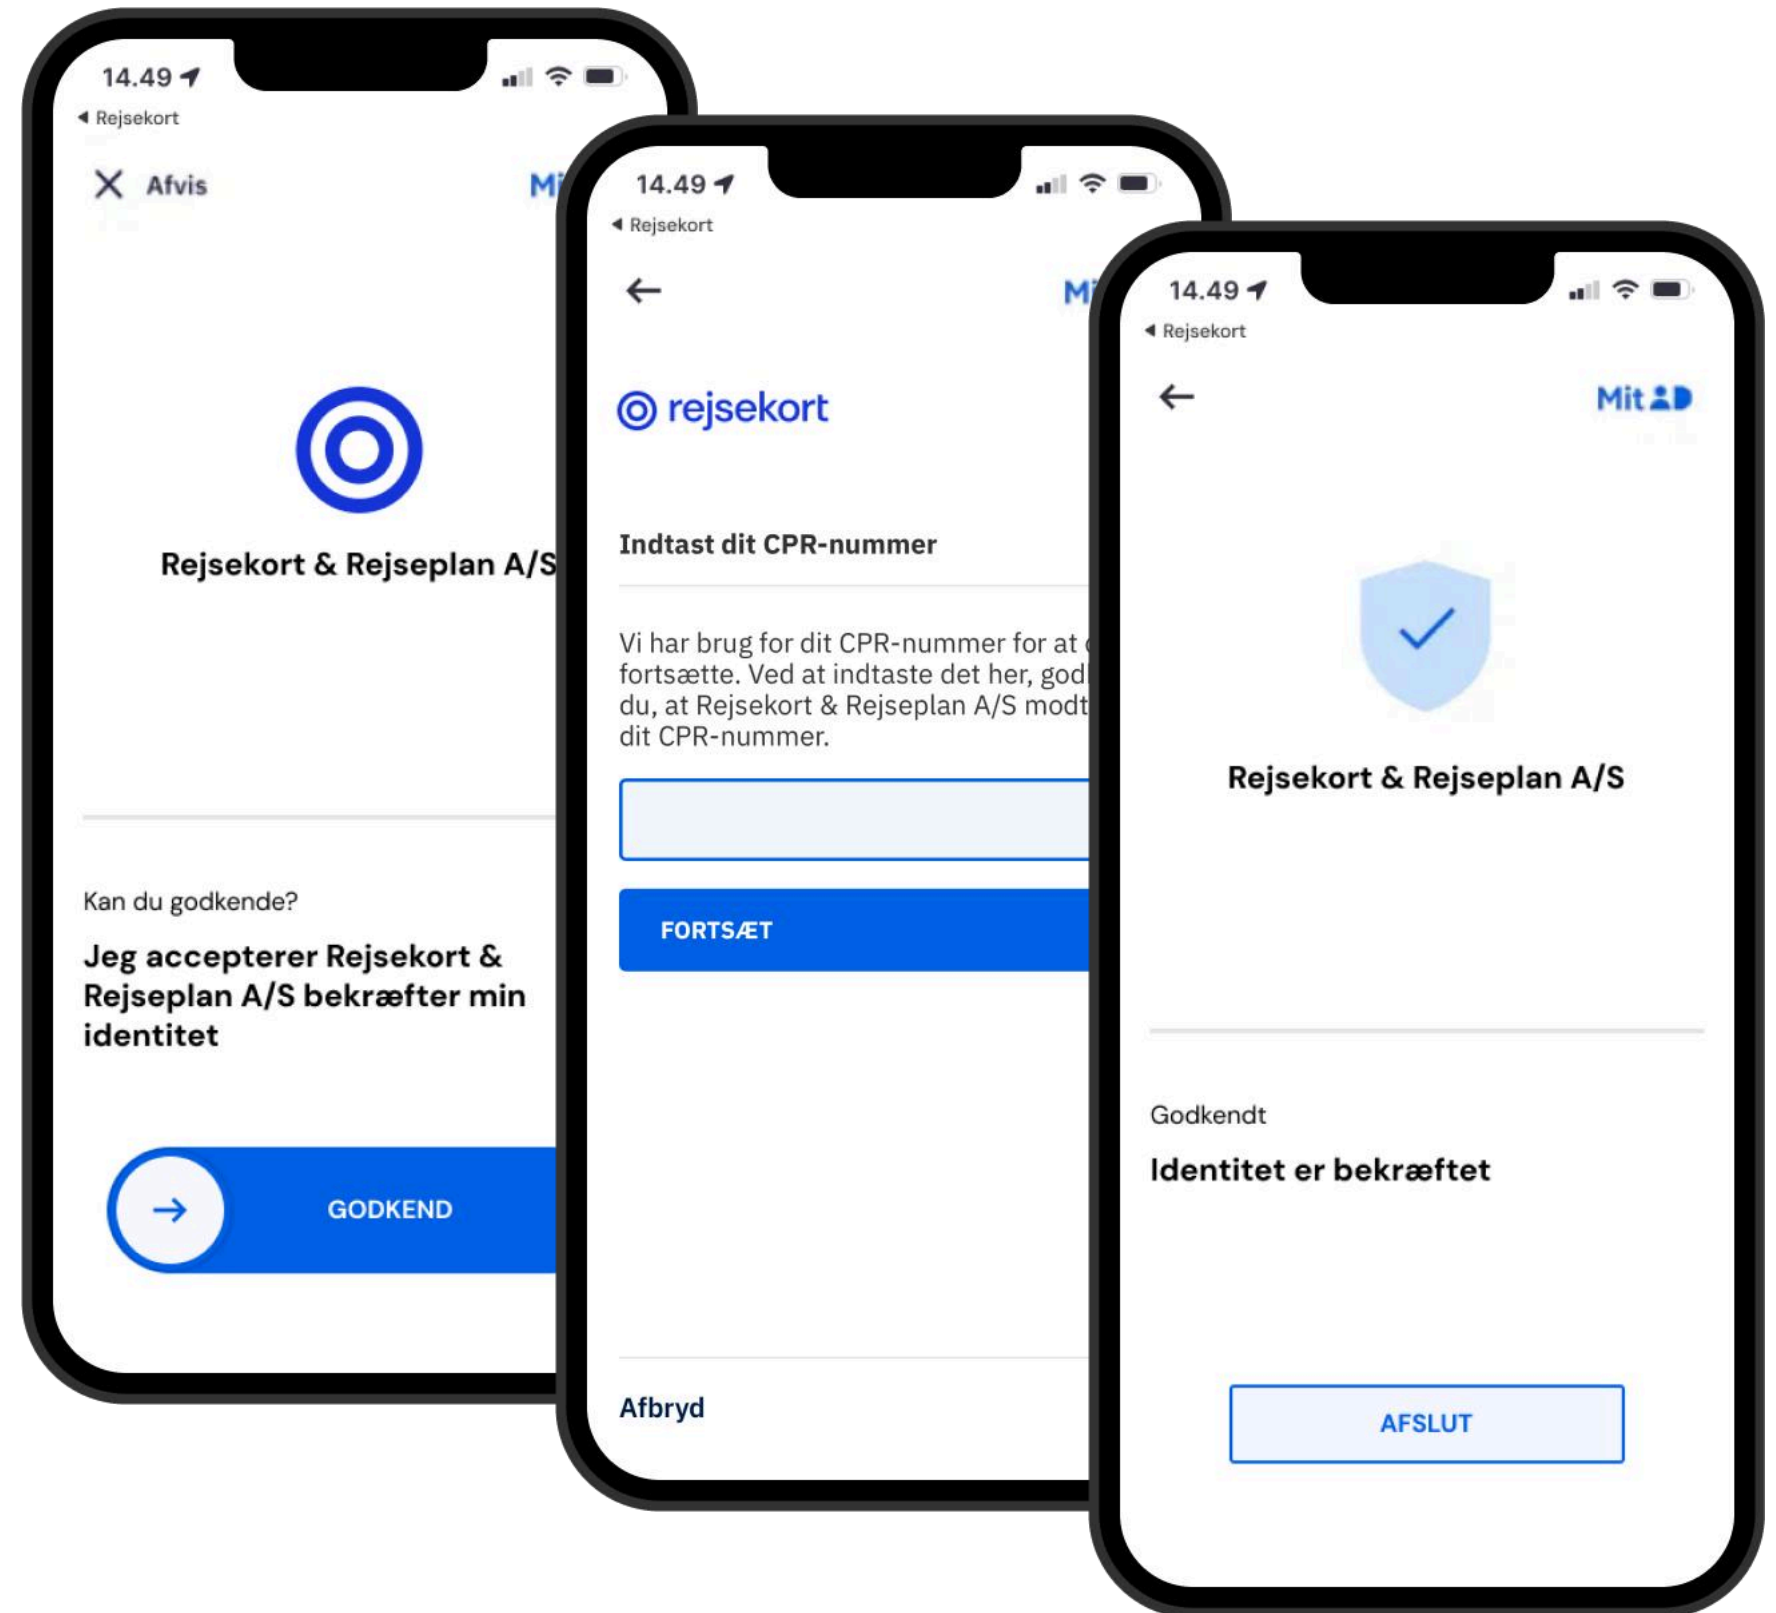 14.49
Rejsekort
Afvis
Rejsekort & Rejseplan A/S
Kan du godkende?
Jeg accepterer Rejsekort &
Rejseplan A/S bekræfter min
identitet
GODKEND
14.49
Rejsekort
rejsekort
Indtast dit CPR-nummer
Vi har brug for dit CPR-nummer for at
fortsætte. Ved at indtaste det her,
du, at Rejsekort & Rejseplan A/S
dit CPR-nummer.
FORTSÆT
Afbryd
14.49
Rejsekort
Mit
Rejsekort & Rejseplan A/S
Godkendt
Identitet er bekræftet
AFSLUT